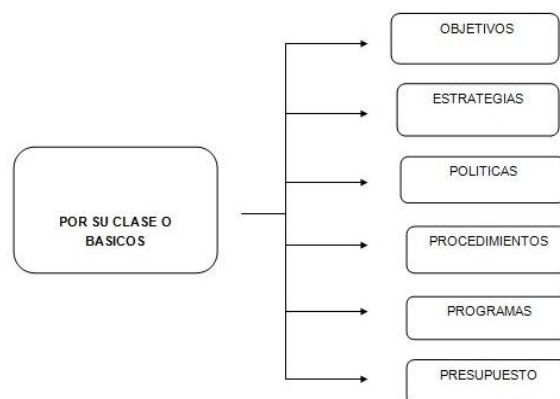 OBJETIVOS
ESTRATEGIAS
POLITICAS
POR SU CLASE O
BASICOS
PROCEDIMIENTOS
PROGRAMAS
PRESUPUESTO